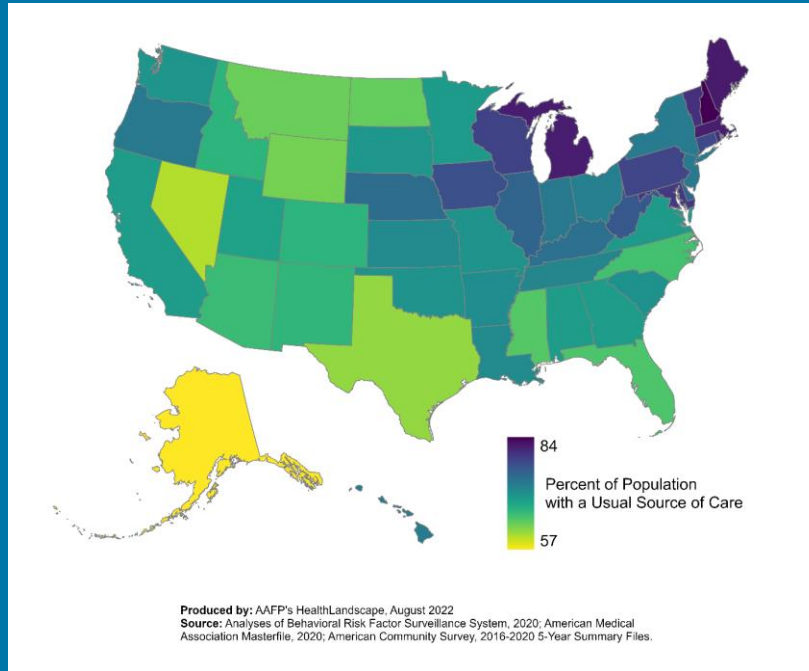 84
Percent of Population
with a Usual Source of Care
57
Produced by: AAFP's HealthLandscape, August 2022
Source: Analyses of Behavioral Risk Factor Surveillance System, 2020; American Medical
Association Masterfile, 2020; American Community Survey, 2016-2020 5-Year Summary Files.